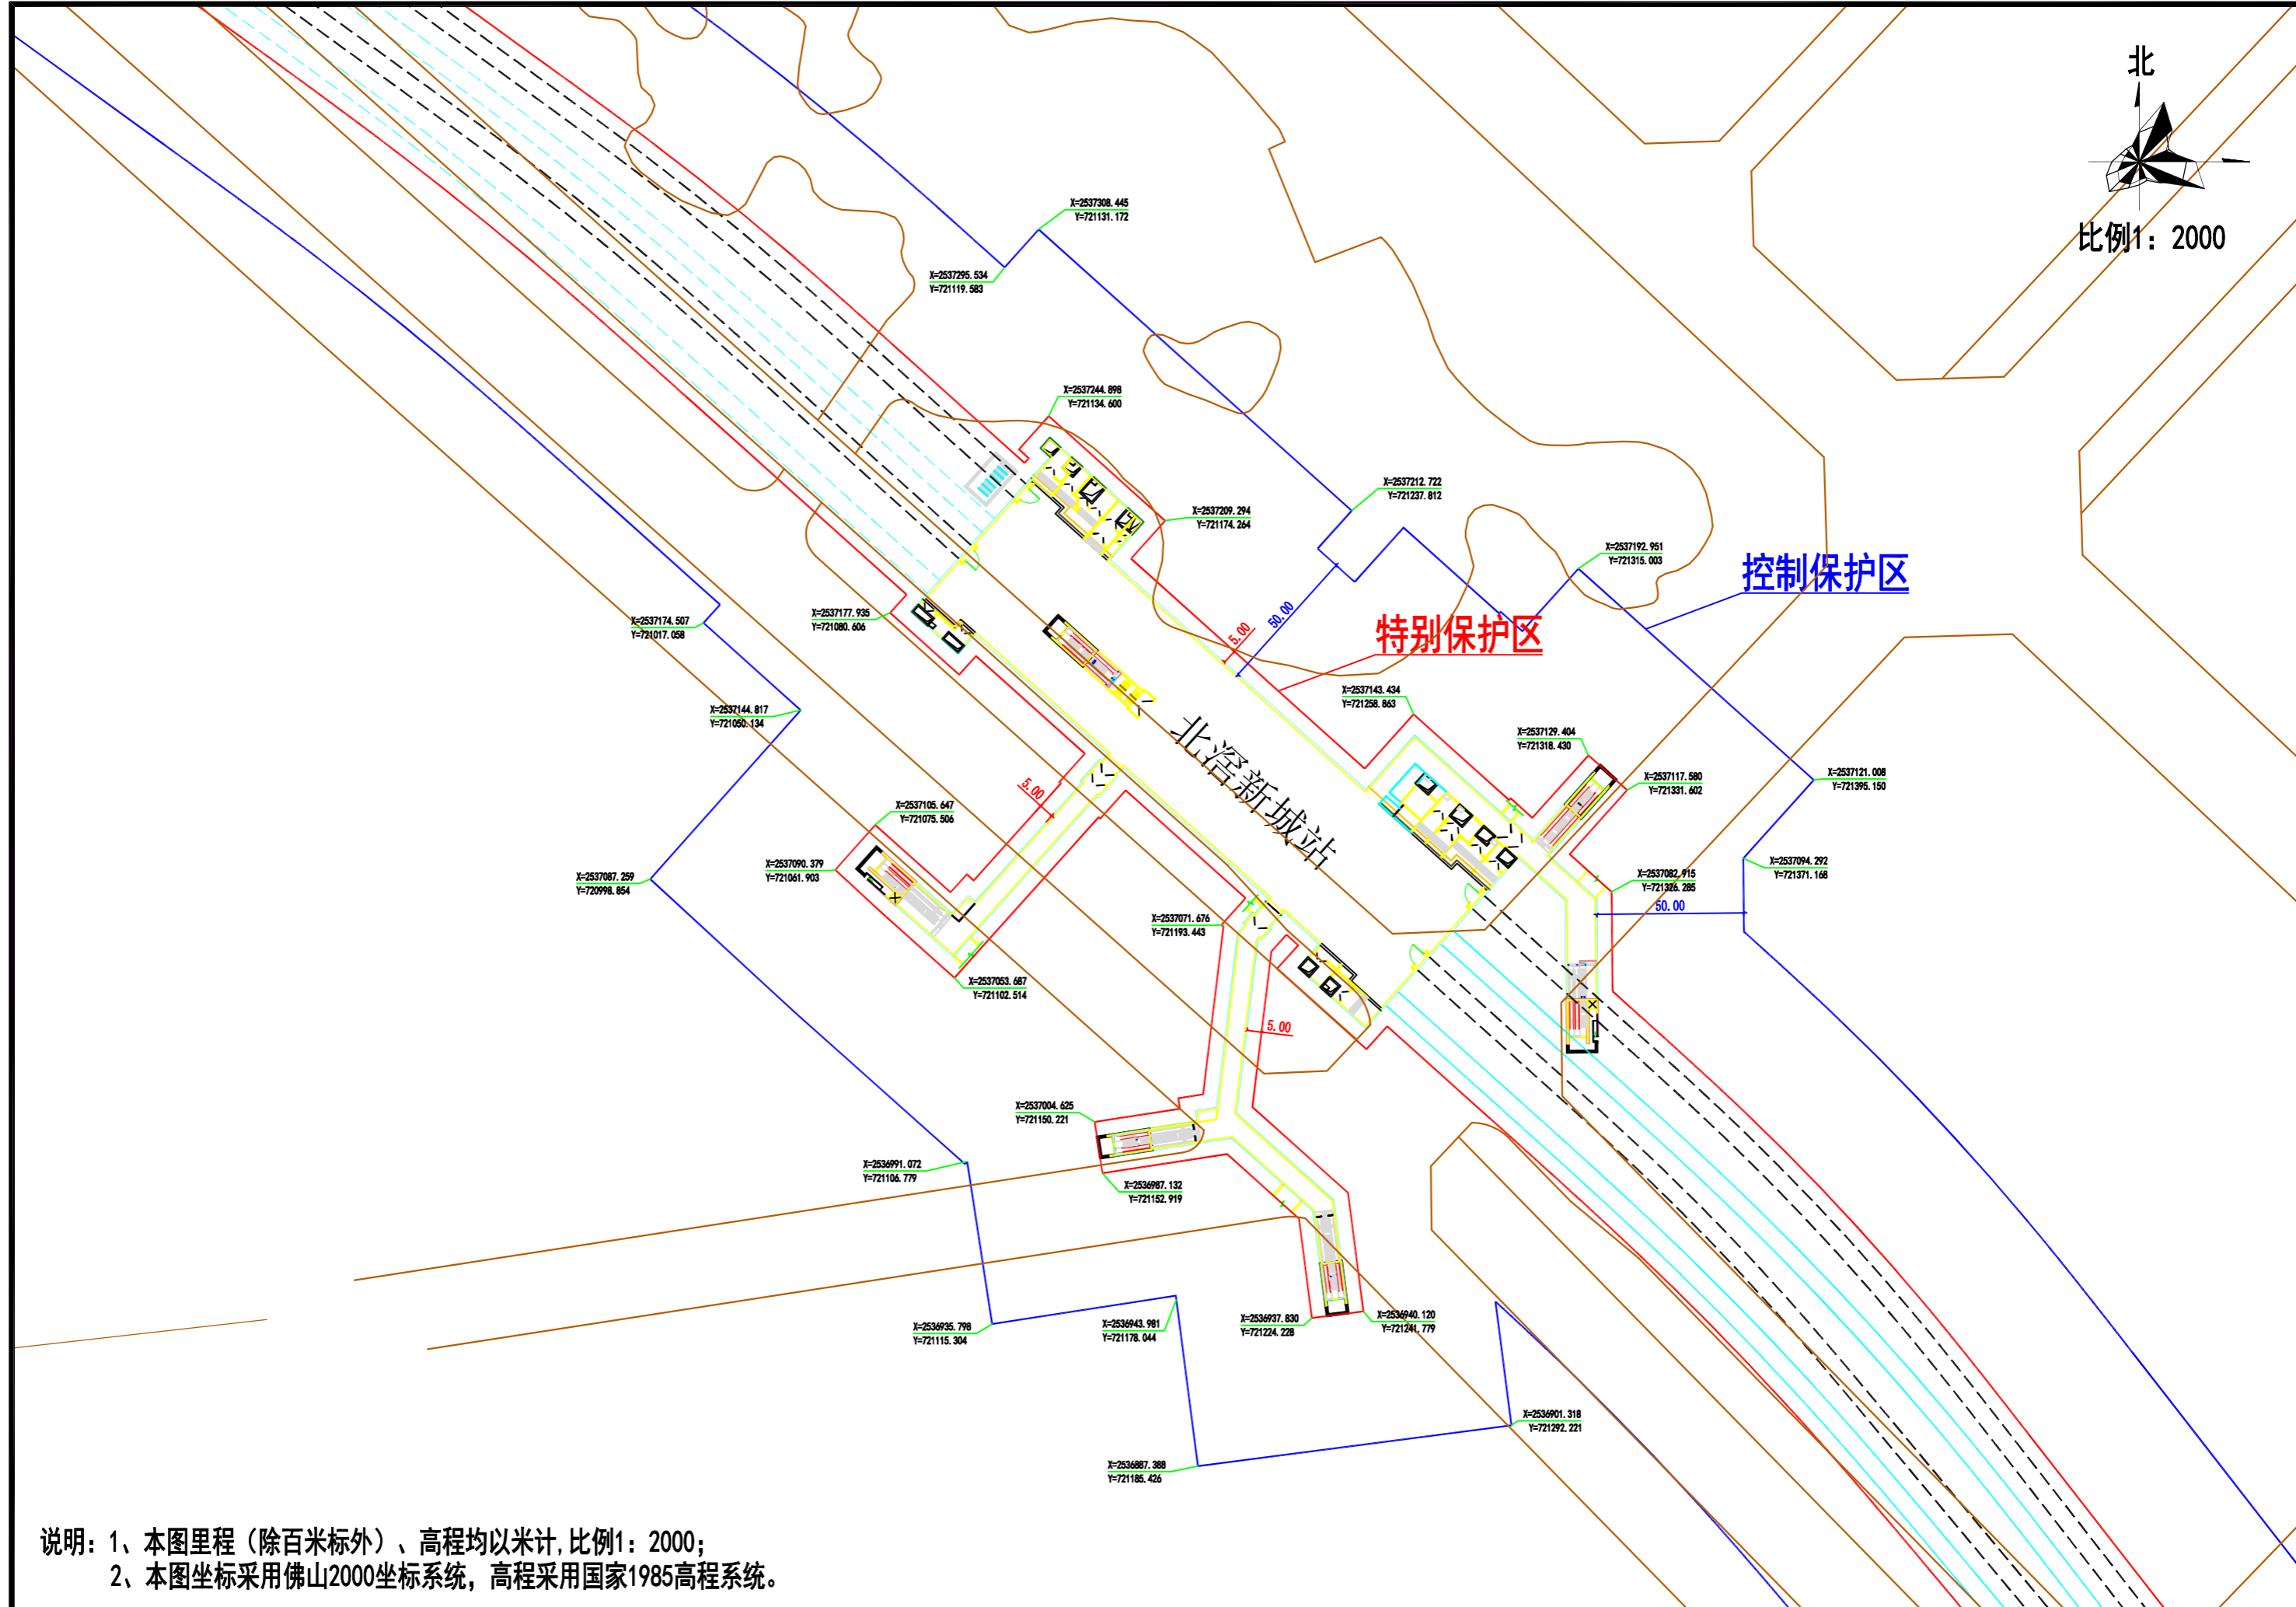 北
比例1：2000
X=2537308.445
Y=721131.172
X=2537295.534
Y=721119.583
X=2537244.898
Y=721134.600
X=2537212.722
Y=721237.812
X=2537209.294
Y=721174.264
X=2537192.951
Y=721315.003
控制保护区
特别保护区
50.00
5.00
X=2537177.935
Y=721080.606
X=2537174.507
Y=721017.058
X=2537144.817
Y=721050.134
X=2537143.434
Y=721258.863
X=2537129.404
Y=721318.430
X=2537117.580
Y=721331.602
X=2537121.008
Y=721395.150
北滘新城站
5.00
X=2537105.647
Y=721075.506
X=2537090.379
Y=721061.903
X=2537087.259
Y=720998.854
X=2537094.292
Y=721371.168
X=2537082.915
Y=721326.285
50.00
X=2537071.676
Y=721193.443
X=2537053.687
Y=721102.514
5.00
X=2537004.625
Y=721150.221
X=2536991.072
Y=721106.779
X=2536987.132
Y=721152.919
X=2536935.798
Y=721115.304
X=2536943.981
Y=721178.044
X=2536937.830
Y=721224.228
X=2536940.120
Y=721241.779
X=2536901.318
Y=721292.221
X=2536887.388
Y=721185.426
说明：1、本图里程（除百米标外）、高程均以米计,比例1：2000；
2、本图坐标采用佛山2000坐标系统，高程采用国家1985高程系统。